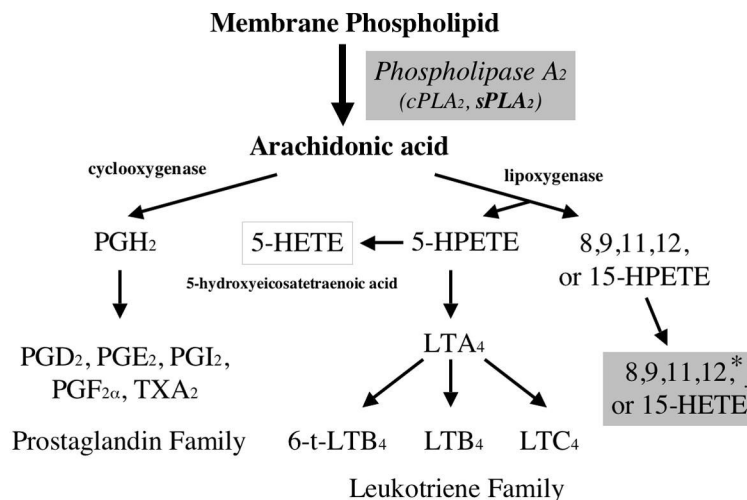 Membrane Phospholipid
Phospholipase A₂
(cPLA₂, sPLA₂)
Arachidonic acid
cyclooxygenase
lipoxygenase
PGH₂
5-HETE
5-HPETE
8,9,11,12,
or 15-HPETE
5-hydroxyeicosatetraenoic acid
PGD₂, PGE₂, PGI₂,
PGF₂α, TXA₂
LTA₄
8,9,11,12,*
or 15-HETE
Prostaglandin Family
6-t-LTB₄
LTB₄
LTC₄
Leukotriene Family